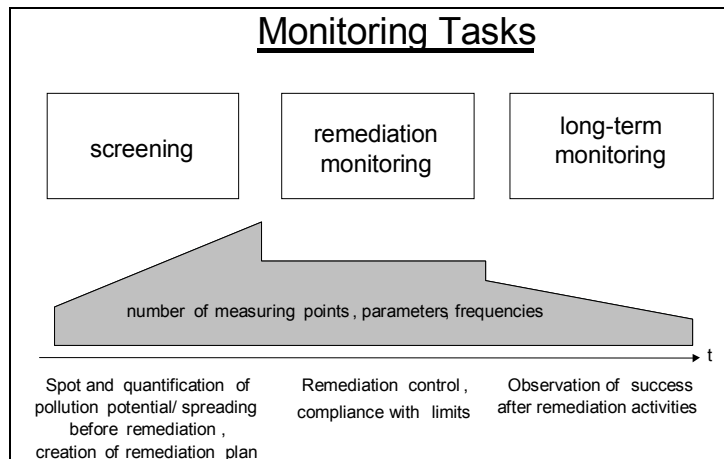 Monitoring Tasks
screening
remediation
monitoring
long-term
monitoring
number of measuring points, parameters, frequencies
t
Spot and quantification of
pollution potential/ spreading
before remediation ,
creation of remediation plan
Remediation control ,
compliance with limits
Observation of success
after remediation activities